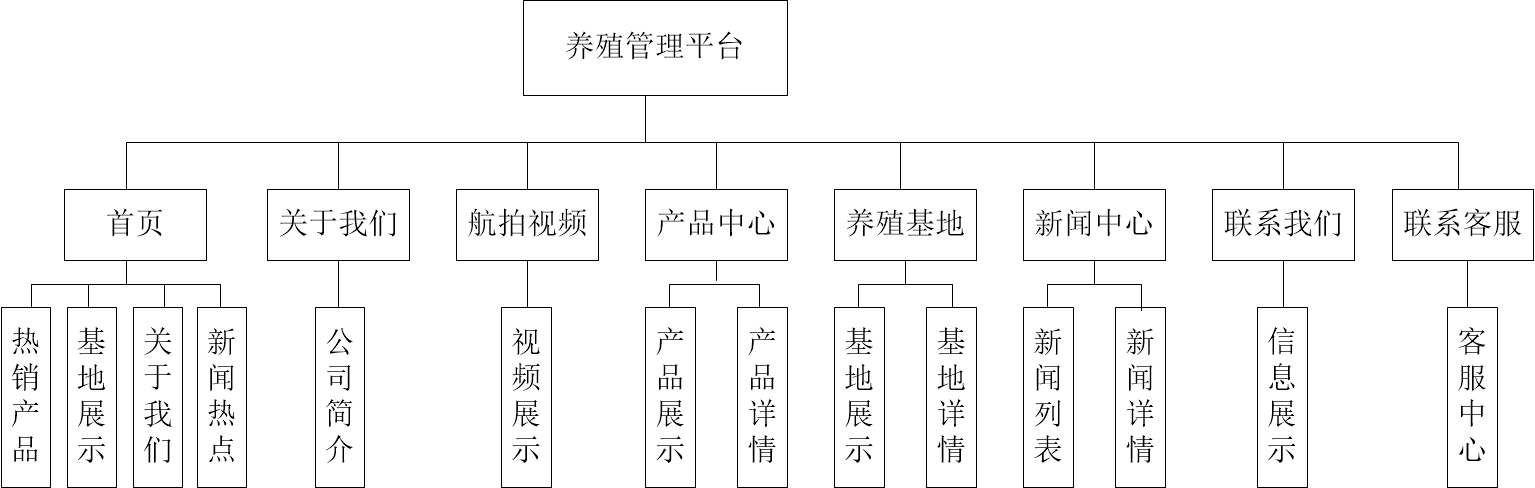 养殖管理平台
首页
关于我们
航拍视频
产品中心
养殖基地
新闻中心
联系我们
联系客服
热销产品
基地展示
关于我们
新闻热点
公司简介
视频展示
产品展示
产品详情
基地展示
基地详情
新闻列表
新闻详情
信息展示
客服中心